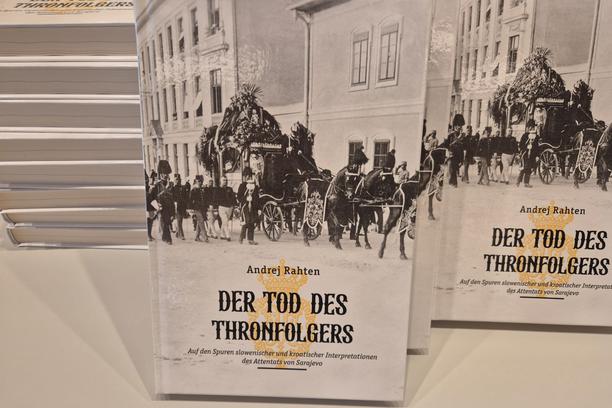 THRONFOLGERS
Andrej Rahten
DER TOD DES
THRONFOLGERS
Auf den Spuren slowenischer und kroatischer Interpretationen
des Attentats von Sarajevo
Andrej Rahten
DER TOD DES
THRONFOLGERS
Auf den Spuren slowenischer und kroatischer
des Attentats von Sarajevo